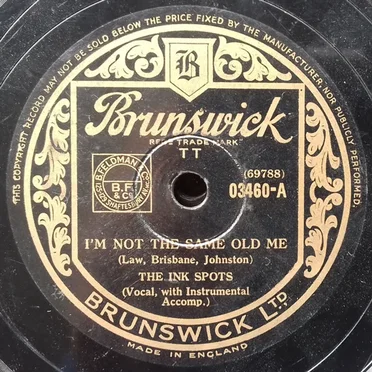 THIS COPYRIGHT RECORD MAY NOT BE SOLD BELOW THE PRICE FIXED BY THE MANUFACTURER, NOR PUBLICLY PERFORMED.
B
Brunswick
TRADE MARK
TT
B. FELDMAN & CO
B.F. & CO
(69788)
03460-A
I'M NOT THE SAME OLD ME
(Law, Brisbane, Johnston)
THE INK SPOTS
(Vocal, with Instrumental
Accomp.)
BRUNSWICK LTD.
MADE IN ENGLAND